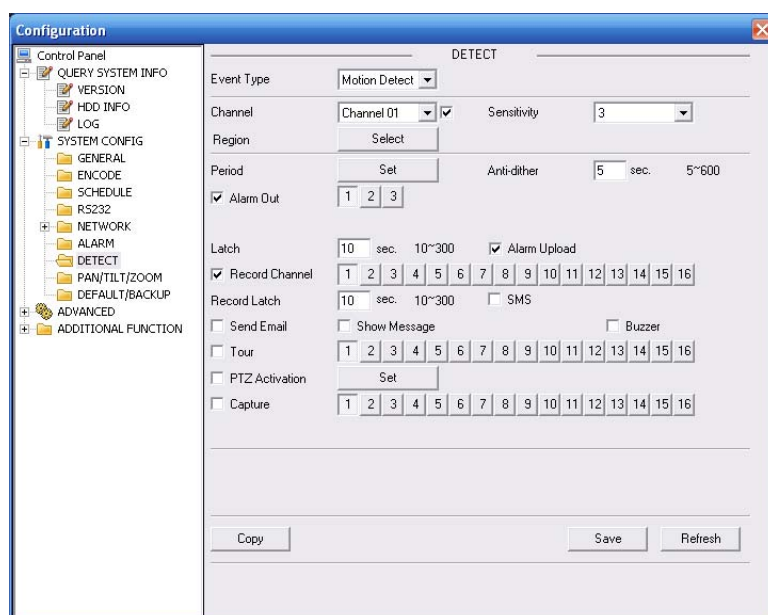 Configuration
Control Panel
QUERY SYSTEM INFO
VERSION
HDD INFO
LOG
SYSTEM CONFIG
GENERAL
ENCODE
SCHEDULE
RS232
NETWORK
ALARM
DETECT
PAN/TILT/ZOOM
DEFAULT/BACKUP
ADVANCED
ADDITIONAL FUNCTION
DETECT
Event Type Motion Detect
Channel Channel 01 Sensitivity 3
Region Select
Period Set Anti-dither 5 sec. 5~600
Alarm Out 1 2 3
Latch 10 sec. 10~300 Alarm Upload
Record Channel 1 2 3 4 5 6 7 8 9 10 11 12 13 14 15 16
Record Latch 10 sec. 10~300 SMS
Send Email Show Message Buzzer
Tour 1 2 3 4 5 6 7 8 9 10 11 12 13 14 15 16
PTZ Activation Set
Capture 1 2 3 4 5 6 7 8 9 10 11 12 13 14 15 16
Copy Save Refresh